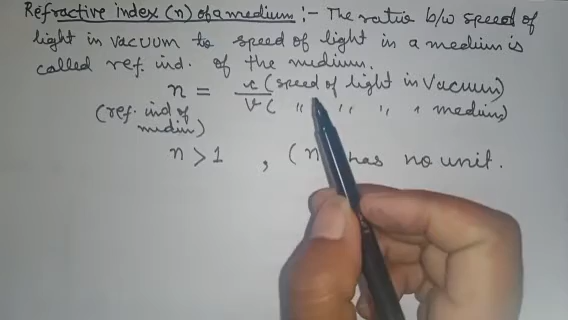 Refractive index (n) of a medium :- The ratio b/w speed of
light in vacuum to speed of light in a medium is
called ref. ind. of the medium.
n = c (speed of light in Vacuum)
v ( " " " " medium)
(ref. ind of medium)
n > 1 , (n has no unit.